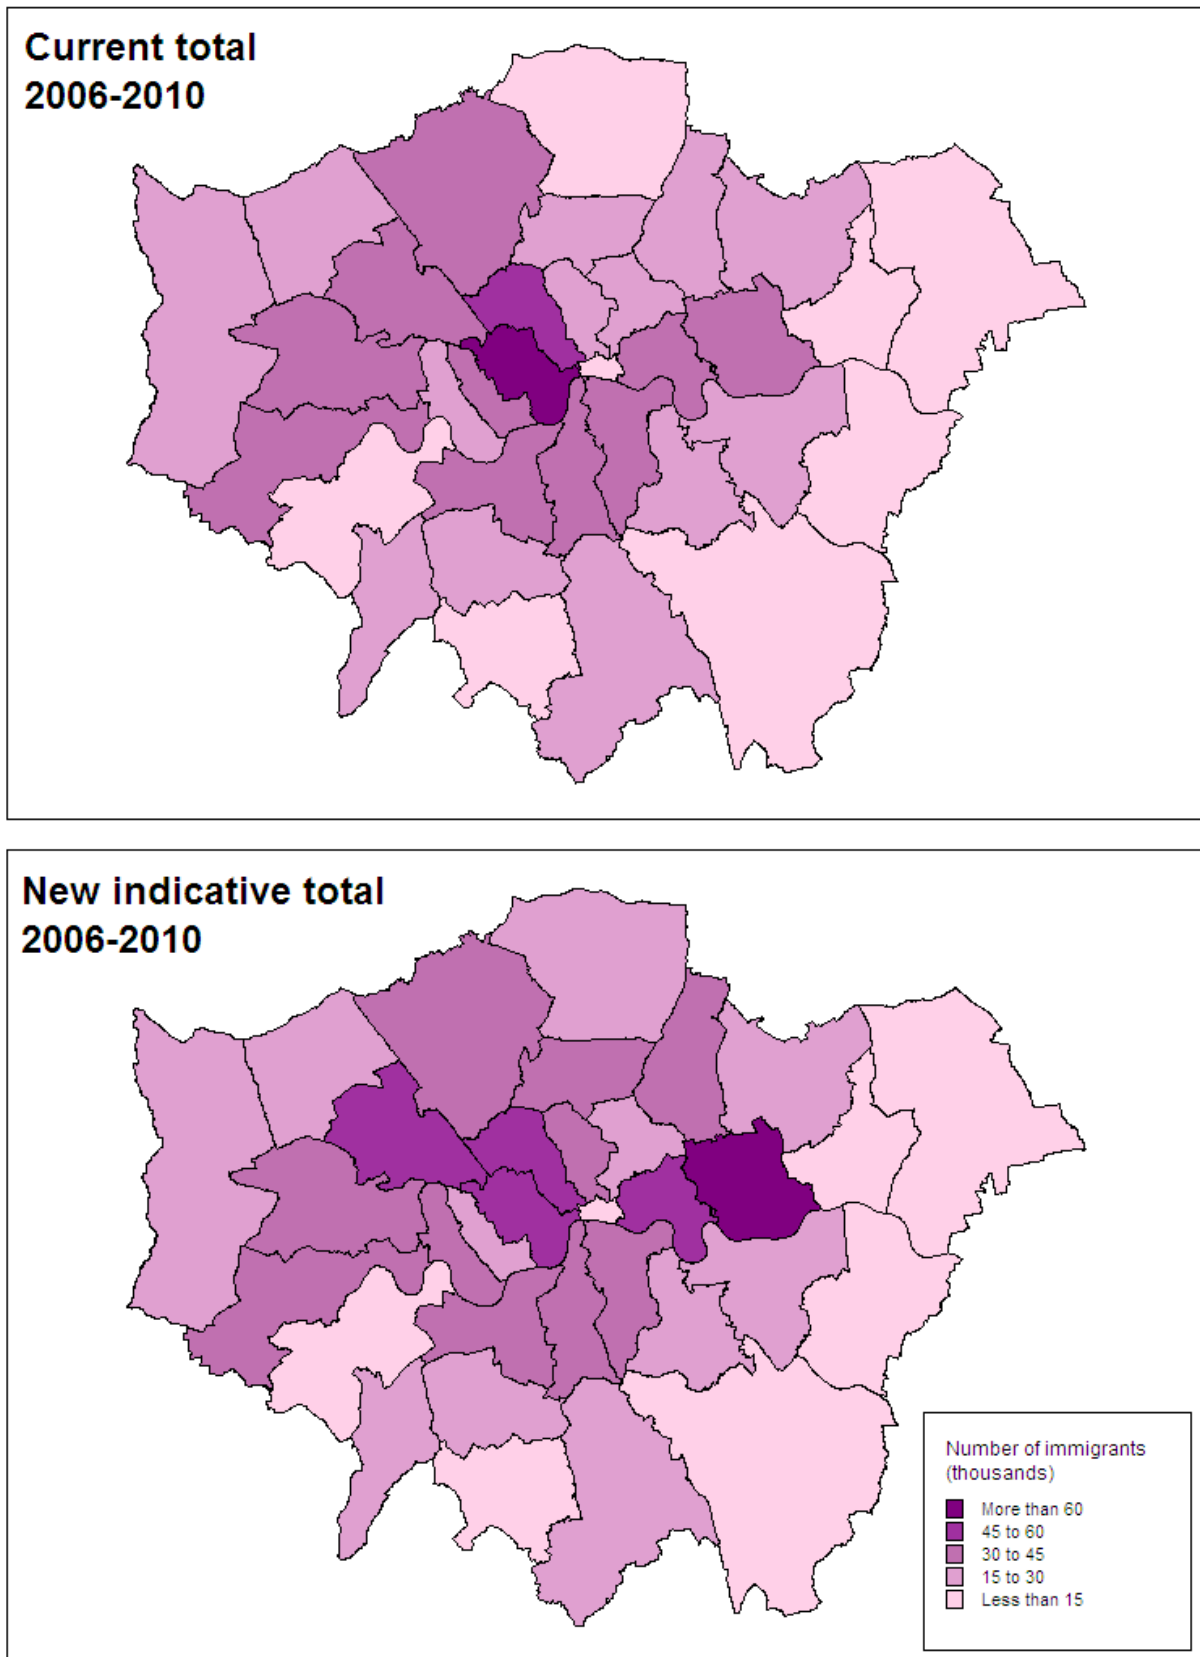 Current total
2006-2010
New indicative total
2006-2010
Number of immigrants
(thousands)
More than 60
45 to 60
30 to 45
15 to 30
Less than 15